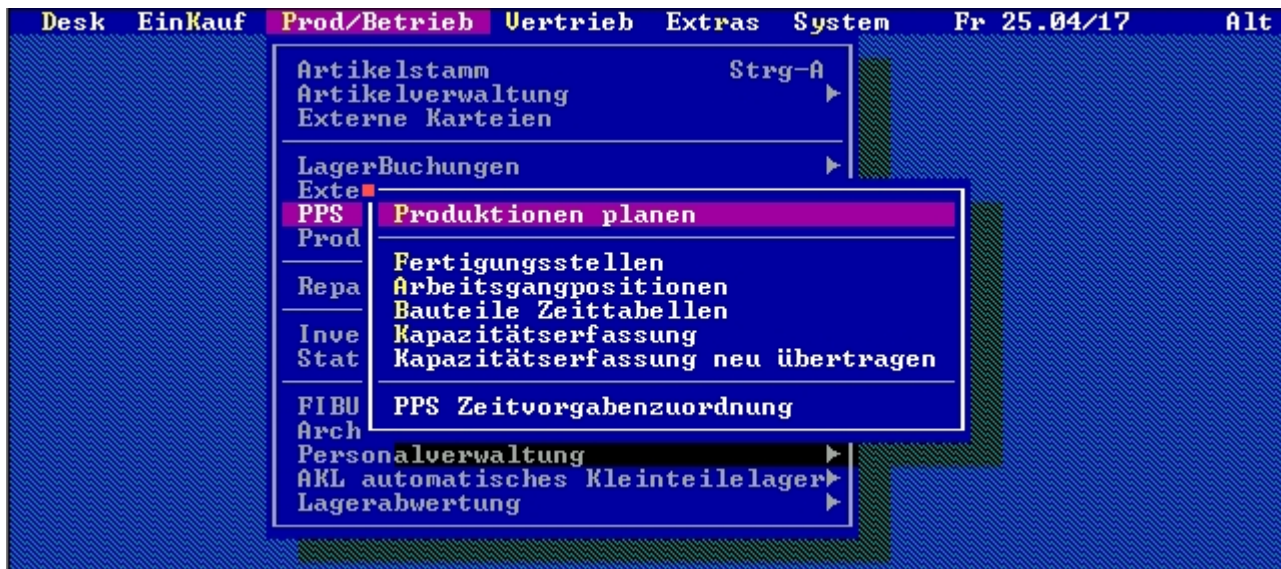 Desk EinKauf Prod/Betrieb Vertrieb Extras System Fr 25.04/17 Alt
Artikelstamm Strg-A
Artikelverwaltung
Externe Karteien
LagerBuchungen
Exte
PPS
Prod
Repa
Inve
Stat
FIBU
Arch
Personalverwaltung
AKL automatisches Kleinteilelager
Lagerabwertung
Produktionen planen
Fertigungsstellen
Arbeitsgangpositionen
Bauteile Zeittabellen
Kapazitätserfassung
Kapazitätserfassung neu übertragen
PPS Zeitvorgabenzuordnung